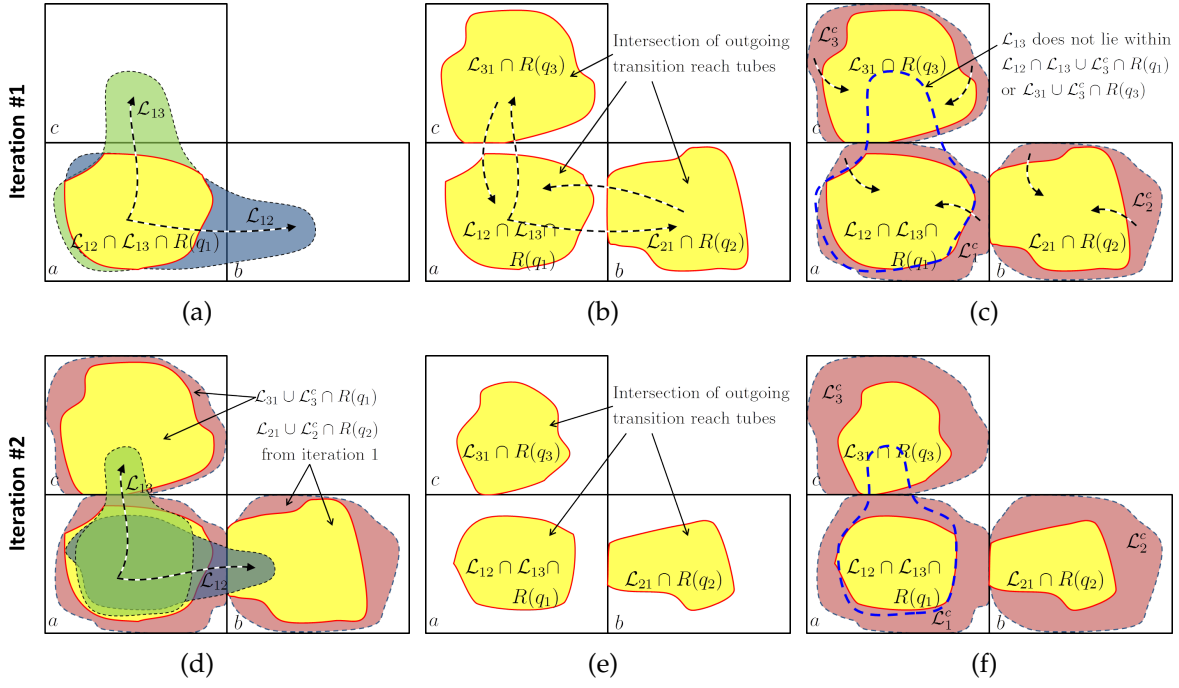 Iteration #1
c
ℒ₁₃
ℒ₁₂
ℒ₁₂ ∩ ℒ₁₃ ∩ R(q₁)
a
b
(a)
ℒ₃₁ ∩ R(q₃)
Intersection of outgoing
transition reach tubes
c
ℒ₁₂ ∩ ℒ₁₃∩
R(q₁)
ℒ₂₁ ∩ R(q₂)
a
b
(b)
ℒ₃ᶜ
ℒ₃₁ ∩ R(q₃)
ℒ₁₃ does not lie within
ℒ₁₂ ∩ ℒ₁₃ ∪ ℒ₃ᶜ ∩ R(q₁)
or ℒ₃₁ ∪ ℒ₃ᶜ ∩ R(q₃)
c
ℒ₁₂ ∩ ℒ₁₃∩
R(q₁)
ℒ₁ᶜ
ℒ₂₁ ∩ R(q₂)
ℒ₂ᶜ
a
b
(c)
Iteration #2
ℒ₃₁ ∪ ℒ₃ᶜ ∩ R(q₁)
ℒ₂₁ ∪ ℒ₂ᶜ ∩ R(q₂)
from iteration 1
c
ℒ₁₃
ℒ₁₂
a
b
(d)
Intersection of outgoing
transition reach tubes
ℒ₃₁ ∩ R(q₃)
c
ℒ₁₂ ∩ ℒ₁₃∩
R(q₁)
ℒ₂₁ ∩ R(q₂)
a
b
(e)
ℒ₃ᶜ
ℒ₃₁ ∩ R(q₃)
c
ℒ₁₂ ∩ ℒ₁₃∩
R(q₁)
ℒ₁ᶜ
ℒ₂₁ ∩ R(q₂)
ℒ₂ᶜ
a
b
(f)